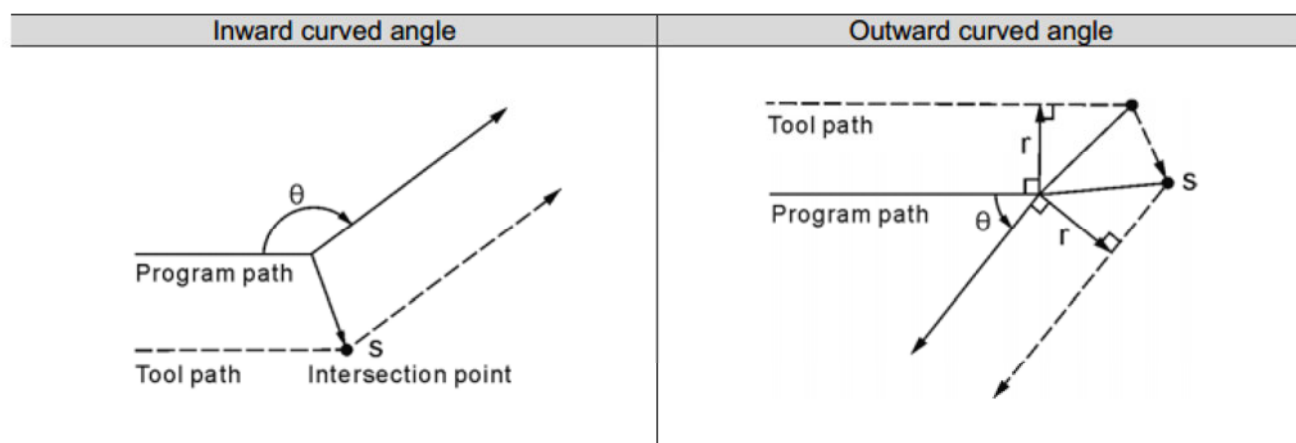 Inward curved angle
Outward curved angle
θ
Program path
S
Tool path
Intersection point
Tool path
r
S
Program path
θ
r